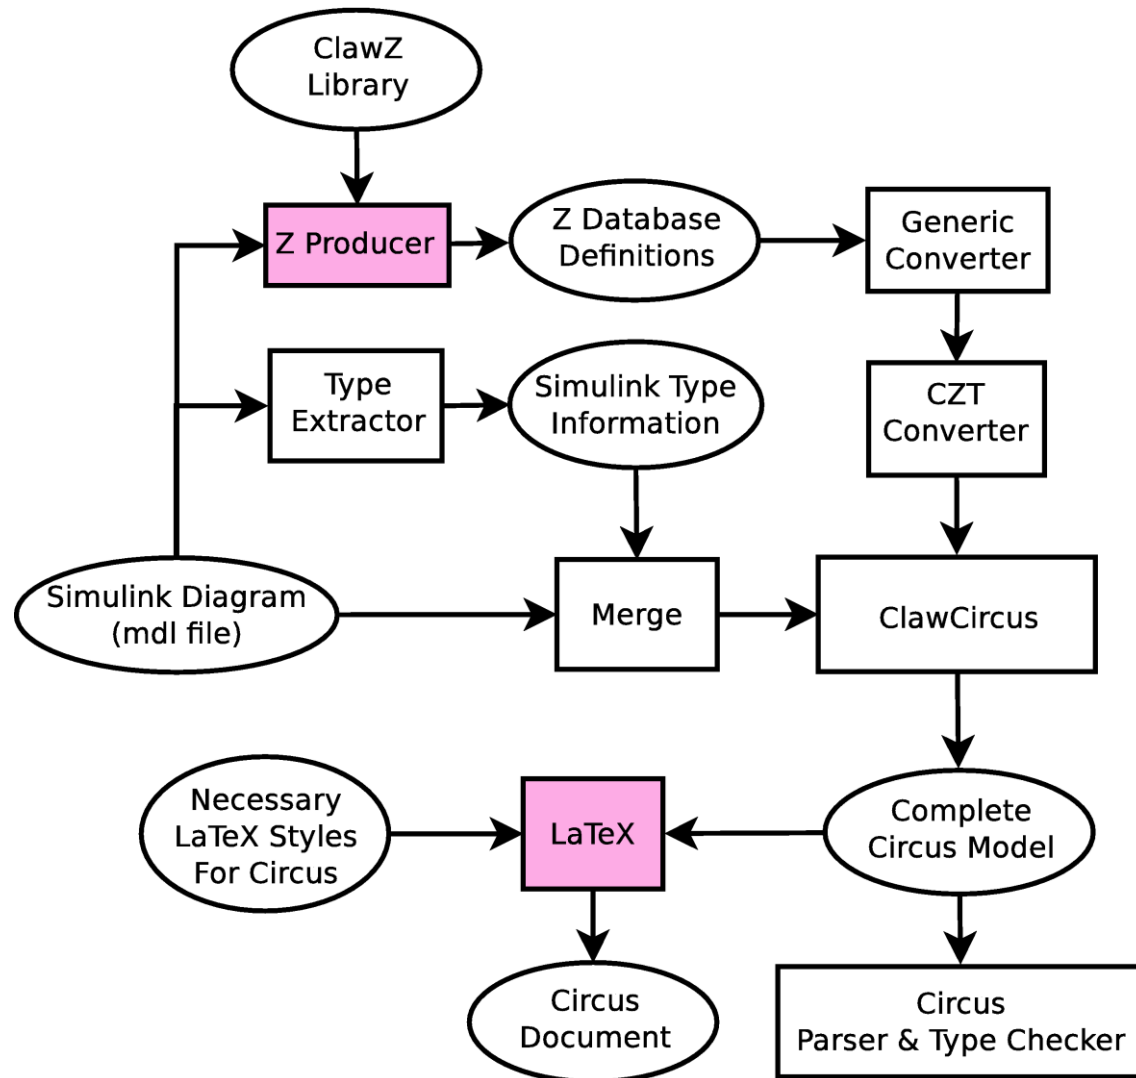 ClawZ
Library
Z Producer
Z Database
Definitions
Generic
Converter
Type
Extractor
Simulink Type
Information
CZT
Converter
Simulink Diagram
(mdl file)
Merge
ClawCircus
Necessary
LaTeX Styles
For Circus
LaTeX
Complete
Circus Model
Circus
Document
Circus
Parser & Type Checker